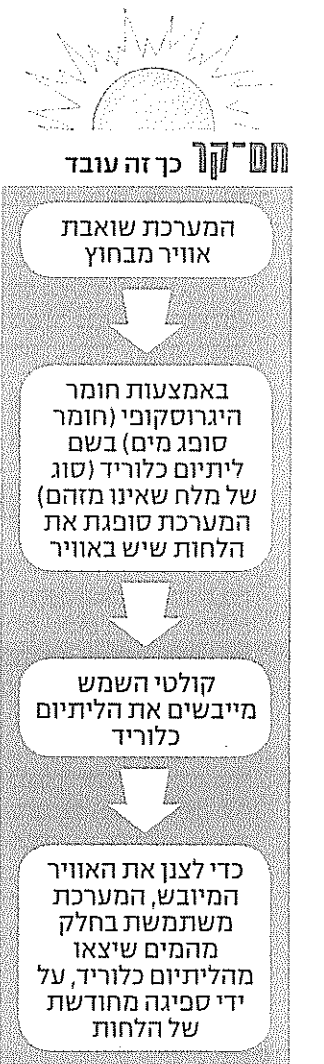 חם־קר כך זה עובד
המערכת שואבת
אוויר מבחוץ
באמצעות חומר
היגרוסקופי (חומר
סופג מים) בשם
ליתיום כלוריד (סוג
של מלח שאינו מזהם)
המערכת סופגת את
הלחות שיש באוויר
קולטי השמש
מייבשים את הליתיום
כלוריד
כדי לצנן את האוויר
המיובש, המערכת
משתמשת בחלק
מהמים שיצאו
מהליתיום כלוריד, על
ידי ספיגה מחודשת
של הלחות